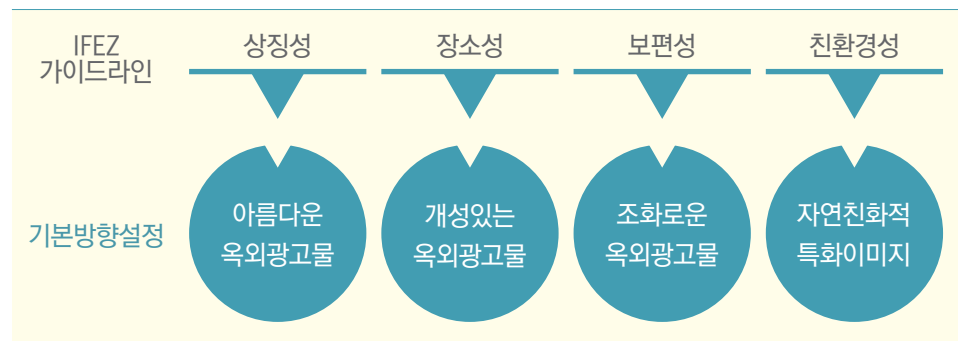 IFEZ
가이드라인
상징성
장소성
보편성
친환경성
기본방향설정
아름다운
옥외광고물
개성있는
옥외광고물
조화로운
옥외광고물
자연친화적
특화이미지